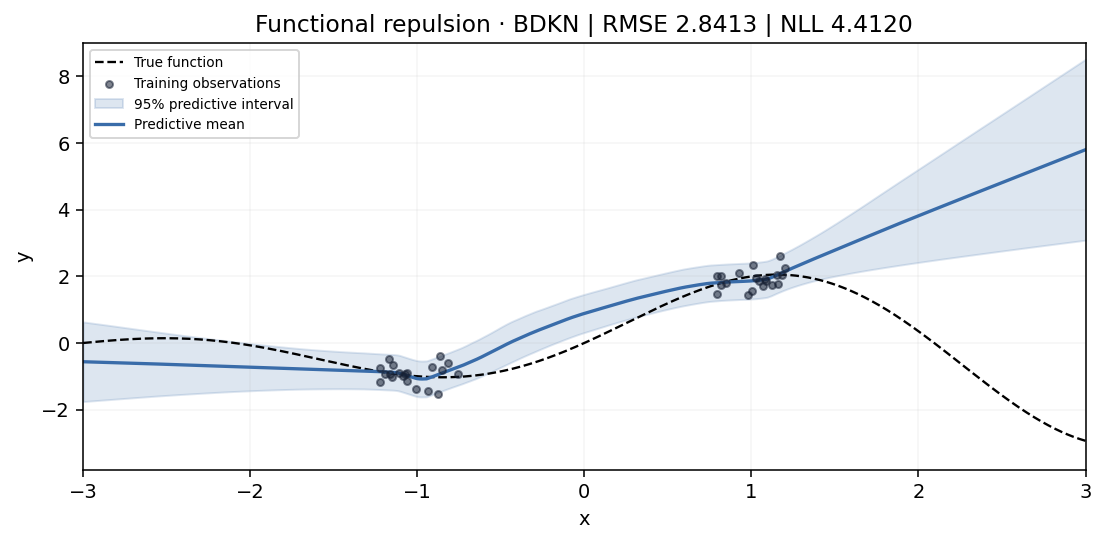 Functional repulsion · BDKN | RMSE 2.8413 | NLL 4.4120
True function
Training observations
95% predictive interval
Predictive mean
y
8
6
4
2
0
−2
−3
−2
−1
0
1
2
3
x